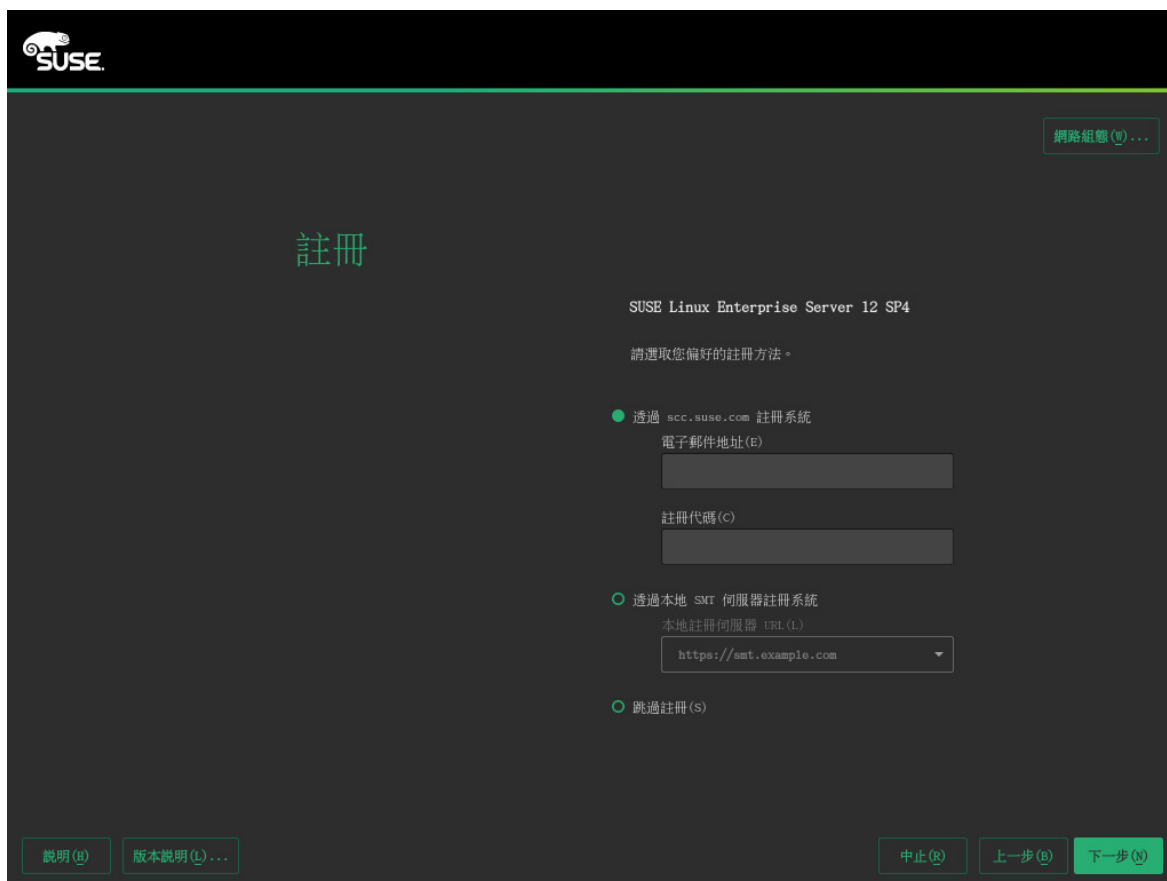 SUSE.
網路組態(W)...
註冊
SUSE Linux Enterprise Server 12 SP4
請選取您偏好的註冊方法。
透過 scc.suse.com 註冊系統
電子郵件地址(E)
註冊代碼(C)
透過本地 SMT 伺服器註冊系統
本地註冊伺服器 URL(L)
https://smt.example.com
跳過註冊(S)
說明(H) 版本說明(L)... 中止(R) 上一步(B) 下一步(N)